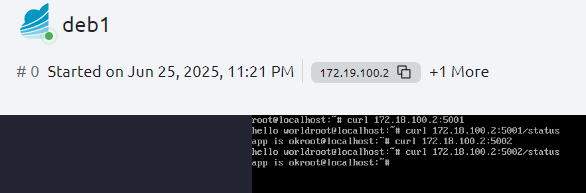 deb1
# 0 Started on Jun 25, 2025, 11:21 PM 172.19.100.2 +1 More
root@localhost:~# curl 172.18.100.2:5001
hello worldroot@localhost:~# curl 172.18.100.2:5001/status
app is okroot@localhost:~# curl 172.18.100.2:5002
hello worldroot@localhost:~# curl 172.18.100.2:5002/status
app is okroot@localhost:~#